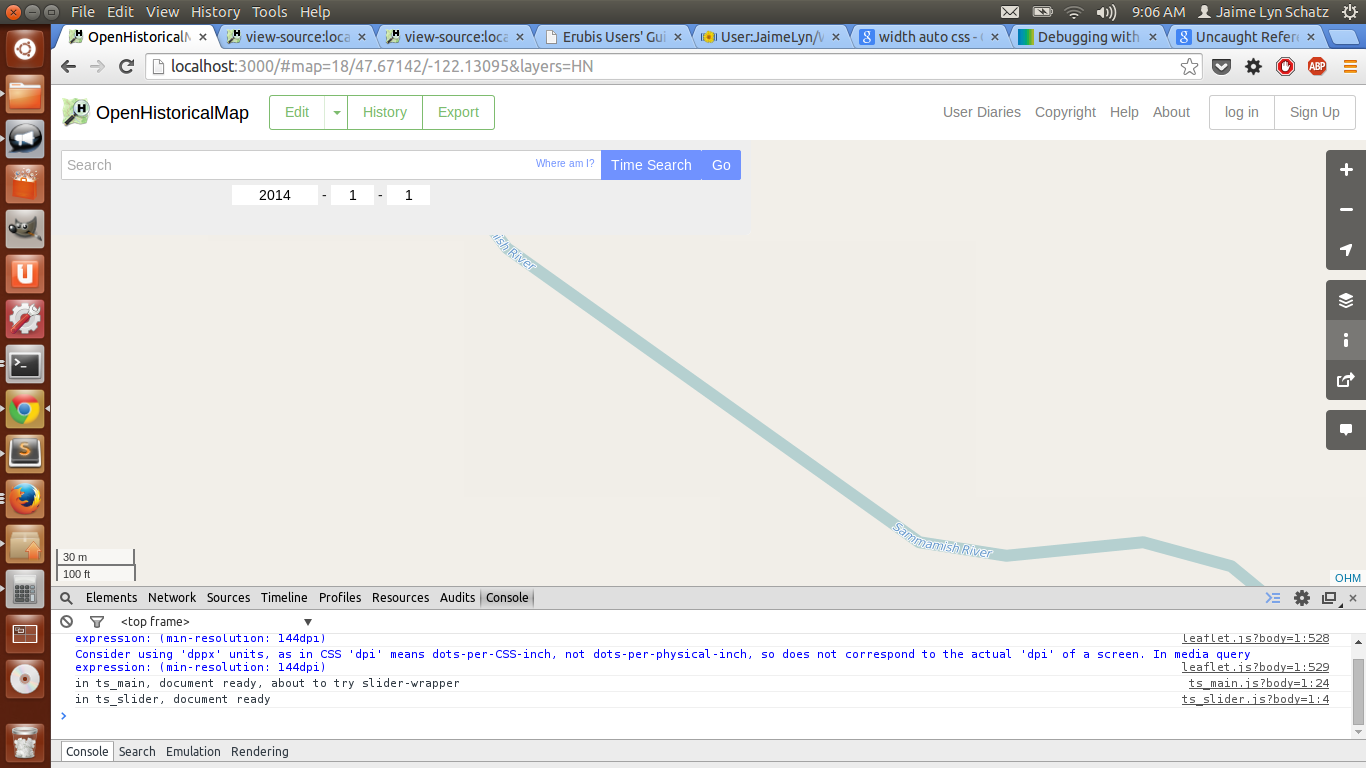 File Edit View History Tools Help
9:06 AM Jaime Lyn Schatz
OpenHistoricalM
view-source:loca
view-source:loca
Erubis Users' Gui
User:JaimeLyn/W
width auto css - G
Debugging with
Uncaught Refere
localhost:3000/#map=18/47.67142/-122.13095&layers=HN
ABP
OpenHistoricalMap
Edit History Export
User Diaries Copyright Help About log in Sign Up
Search Where am I? Time Search Go
2014 - 1 - 1
mish River
Sammamish River
30 m
100 ft
OHM
Elements Network Sources Timeline Profiles Resources Audits Console
<top frame>
expression: (min-resolution: 144dpi) leaflet.js?body=1:528
Consider using 'dppx' units, as in CSS 'dpi' means dots-per-CSS-inch, not dots-per-physical-inch, so does not correspond to the actual 'dpi' of a screen. In media query
expression: (min-resolution: 144dpi) leaflet.js?body=1:529
in ts_main, document ready, about to try slider-wrapper ts_main.js?body=1:24
in ts_slider, document ready ts_slider.js?body=1:4
>
Console Search Emulation Rendering